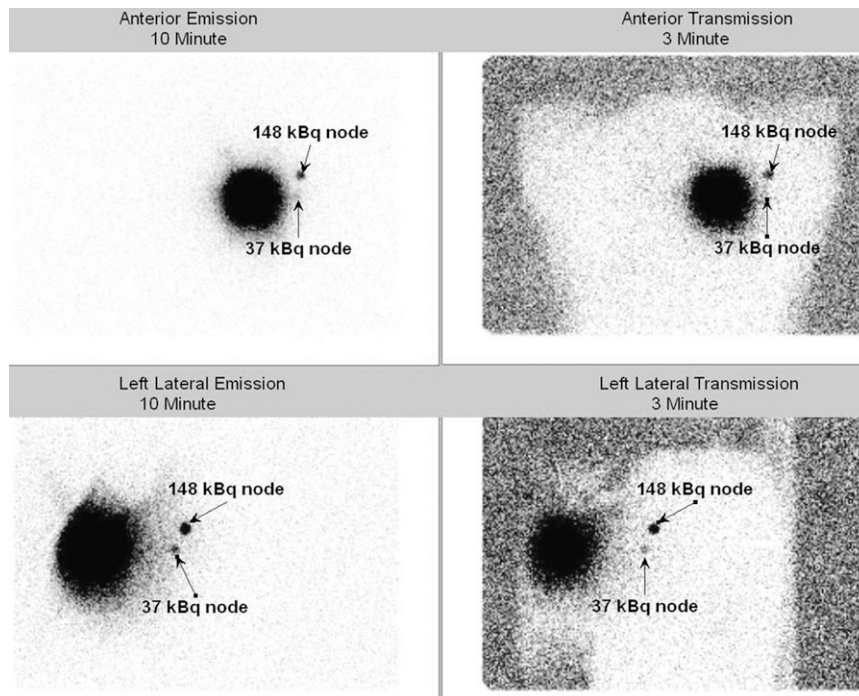 Anterior Emission
10 Minute
Anterior Transmission
3 Minute
148 kBq node
37 kBq node
148 kBq node
37 kBq node
Left Lateral Emission
10 Minute
Left Lateral Transmission
3 Minute
148 kBq node
37 kBq node
148 kBq node
37 kBq node